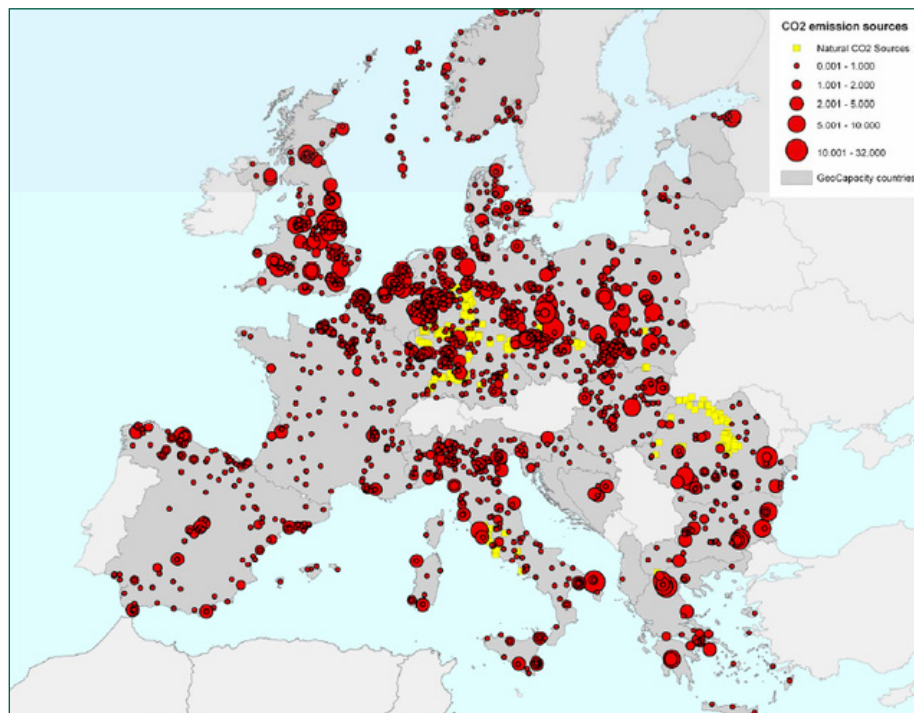 CO2 emission sources
Natural CO2 Sources
0.001 - 1.000
1.001 - 2.000
2.001 - 5.000
5.001 - 10.000
10.001 - 32.000
GeoCapacity countries